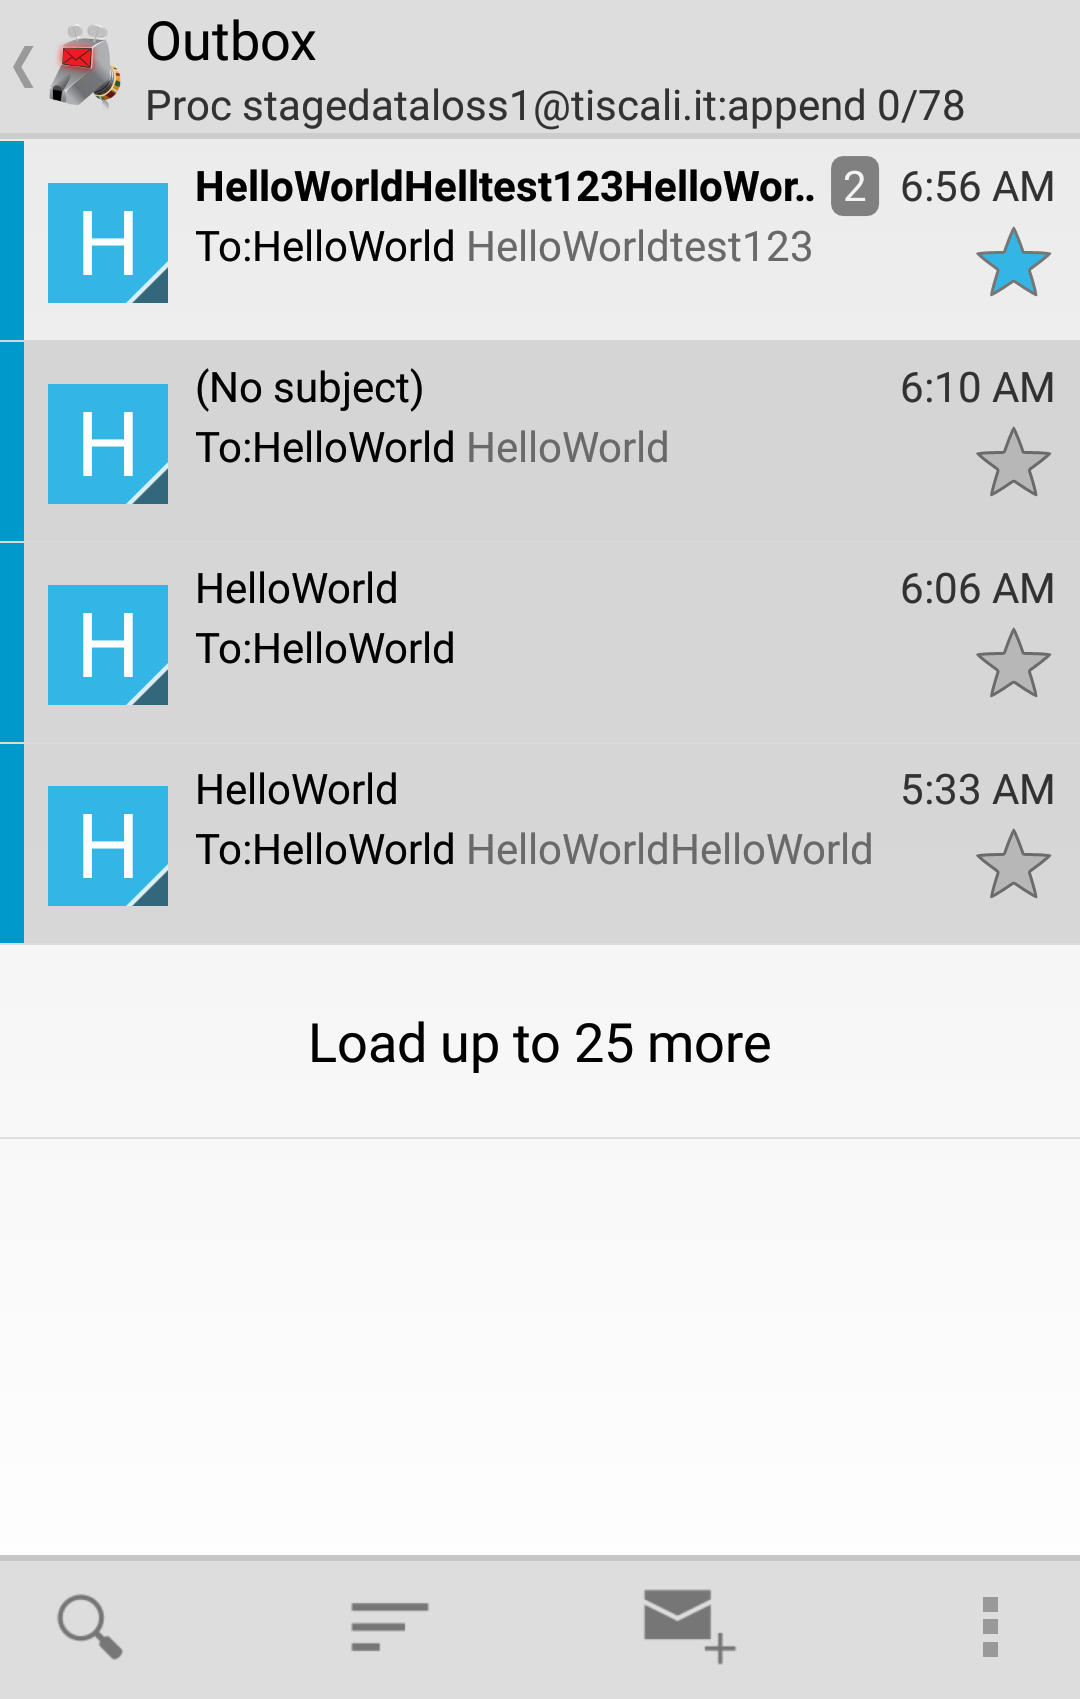 Outbox
Proc stagedataloss1@tiscali.it:append 0/78
HelloWorldHelltest123HelloWor.. 2 6:56 AM
H
To:HelloWorld HelloWorldtest123
(No subject) 6:10 AM
H
To:HelloWorld HelloWorld
HelloWorld 6:06 AM
H
To:HelloWorld
HelloWorld 5:33 AM
H
To:HelloWorld HelloWorldHelloWorld
Load up to 25 more